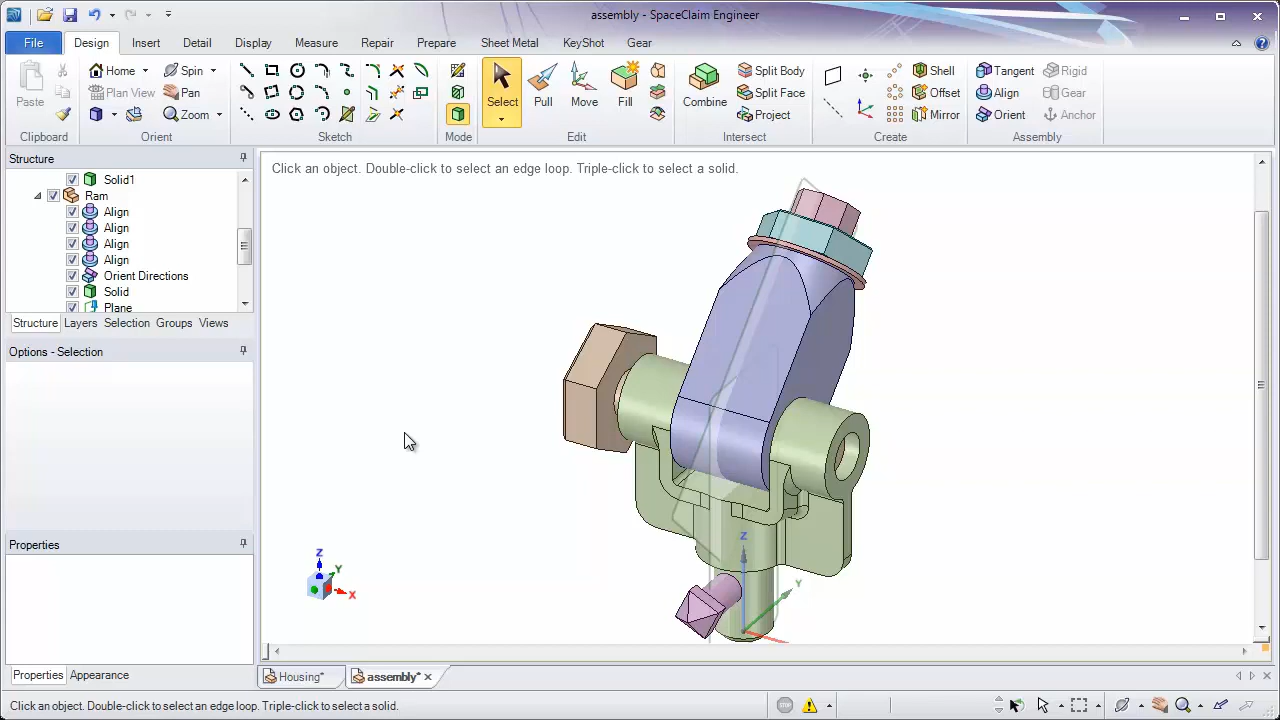 assembly - SpaceClaim Engineer
File Design Insert Detail Display Measure Repair Prepare Sheet Metal KeyShot Gear
Paste
Clipboard
Home Spin
Plan View Pan
Zoom
Orient
Sketch
Mode
Select Pull Move Fill
Edit
Combine
Split Body
Split Face
Project
Intersect
Shell
Offset
Mirror
Create
Tangent Rigid
Align Gear
Orient Anchor
Assembly
Structure
Solid1
Ram
Align
Align
Align
Align
Orient Directions
Solid
Plane
Structure Layers Selection Groups Views
Options - Selection
Properties
Properties Appearance
Click an object. Double-click to select an edge loop. Triple-click to select a solid.
Z
Y
Z
Y
X
Housing* assembly*
Click an object. Double-click to select an edge loop. Triple-click to select a solid.
STOP